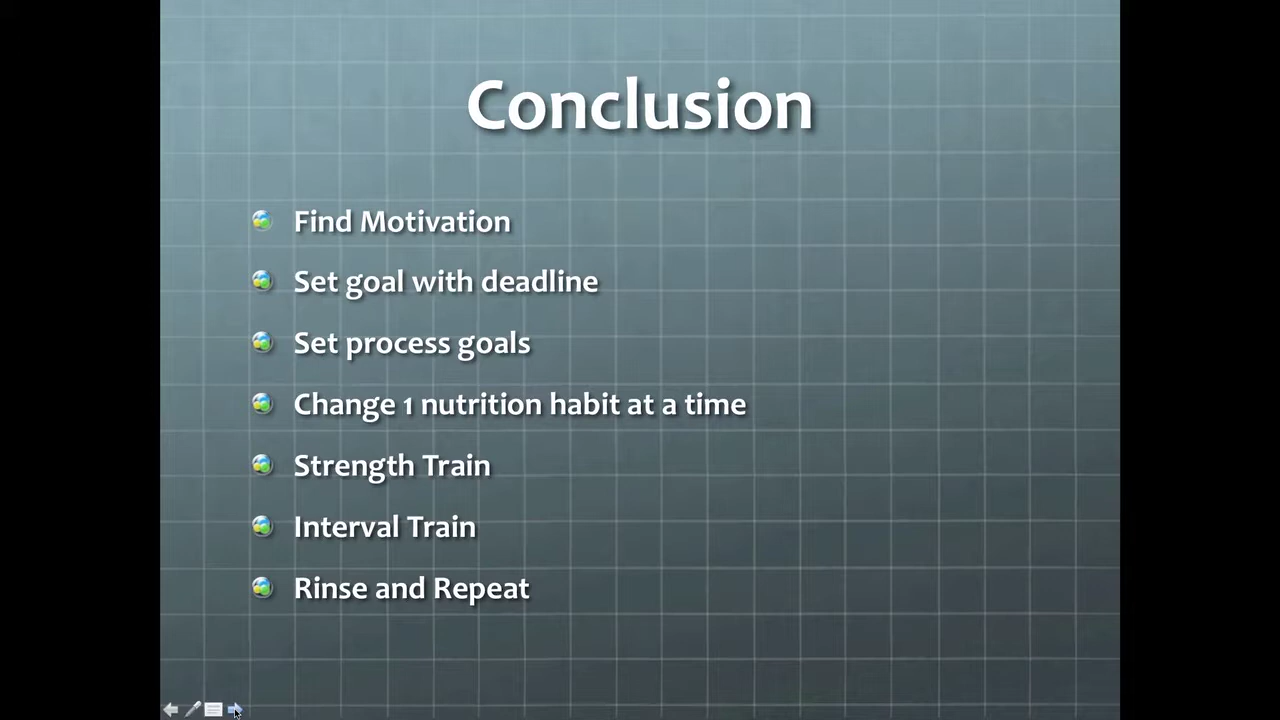 Conclusion
Find Motivation
Set goal with deadline
Set process goals
Change 1 nutrition habit at a time
Strength Train
Interval Train
Rinse and Repeat